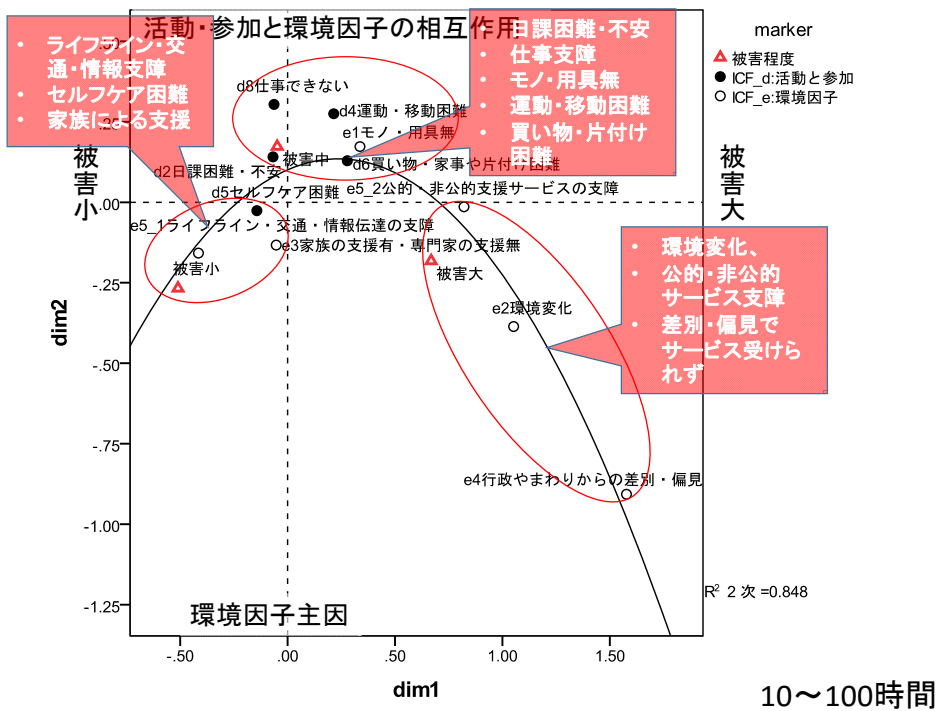 活動・参加と環境因子の相互作用
• ライフライン・交
通・情報支障
• セルフケア困難
• 家族による支援
• 日課困難・不安
• 仕事支障
• モノ・用具無
• 運動・移動困難
• 買い物・片付け
困難
marker
被害程度
ICF_d:活動と参加
ICF_e:環境因子
被害小
被害大
d8仕事できない
d4運動・移動困難
e1モノ・用具無
被害中
d6買い物・家事や片付け困難
d2日課困難・不安
e5_2公的・非公的支援サービスの支障
d5セルフケア困難
e5_1ライフライン・交通・情報伝達の支障
e3家族の支援有・専門家の支援無
被害小
被害大
e2環境変化
e4行政やまわりからの差別・偏見
• 環境変化、
• 公的・非公的
サービス支障
• 差別・偏見で
サービス受けら
れず
.00
-.25
-.50
-.75
-1.00
-1.25
dim2
R² 2 次 =0.848
環境因子主因
-.50
.00
.50
1.00
1.50
dim1
10～100時間